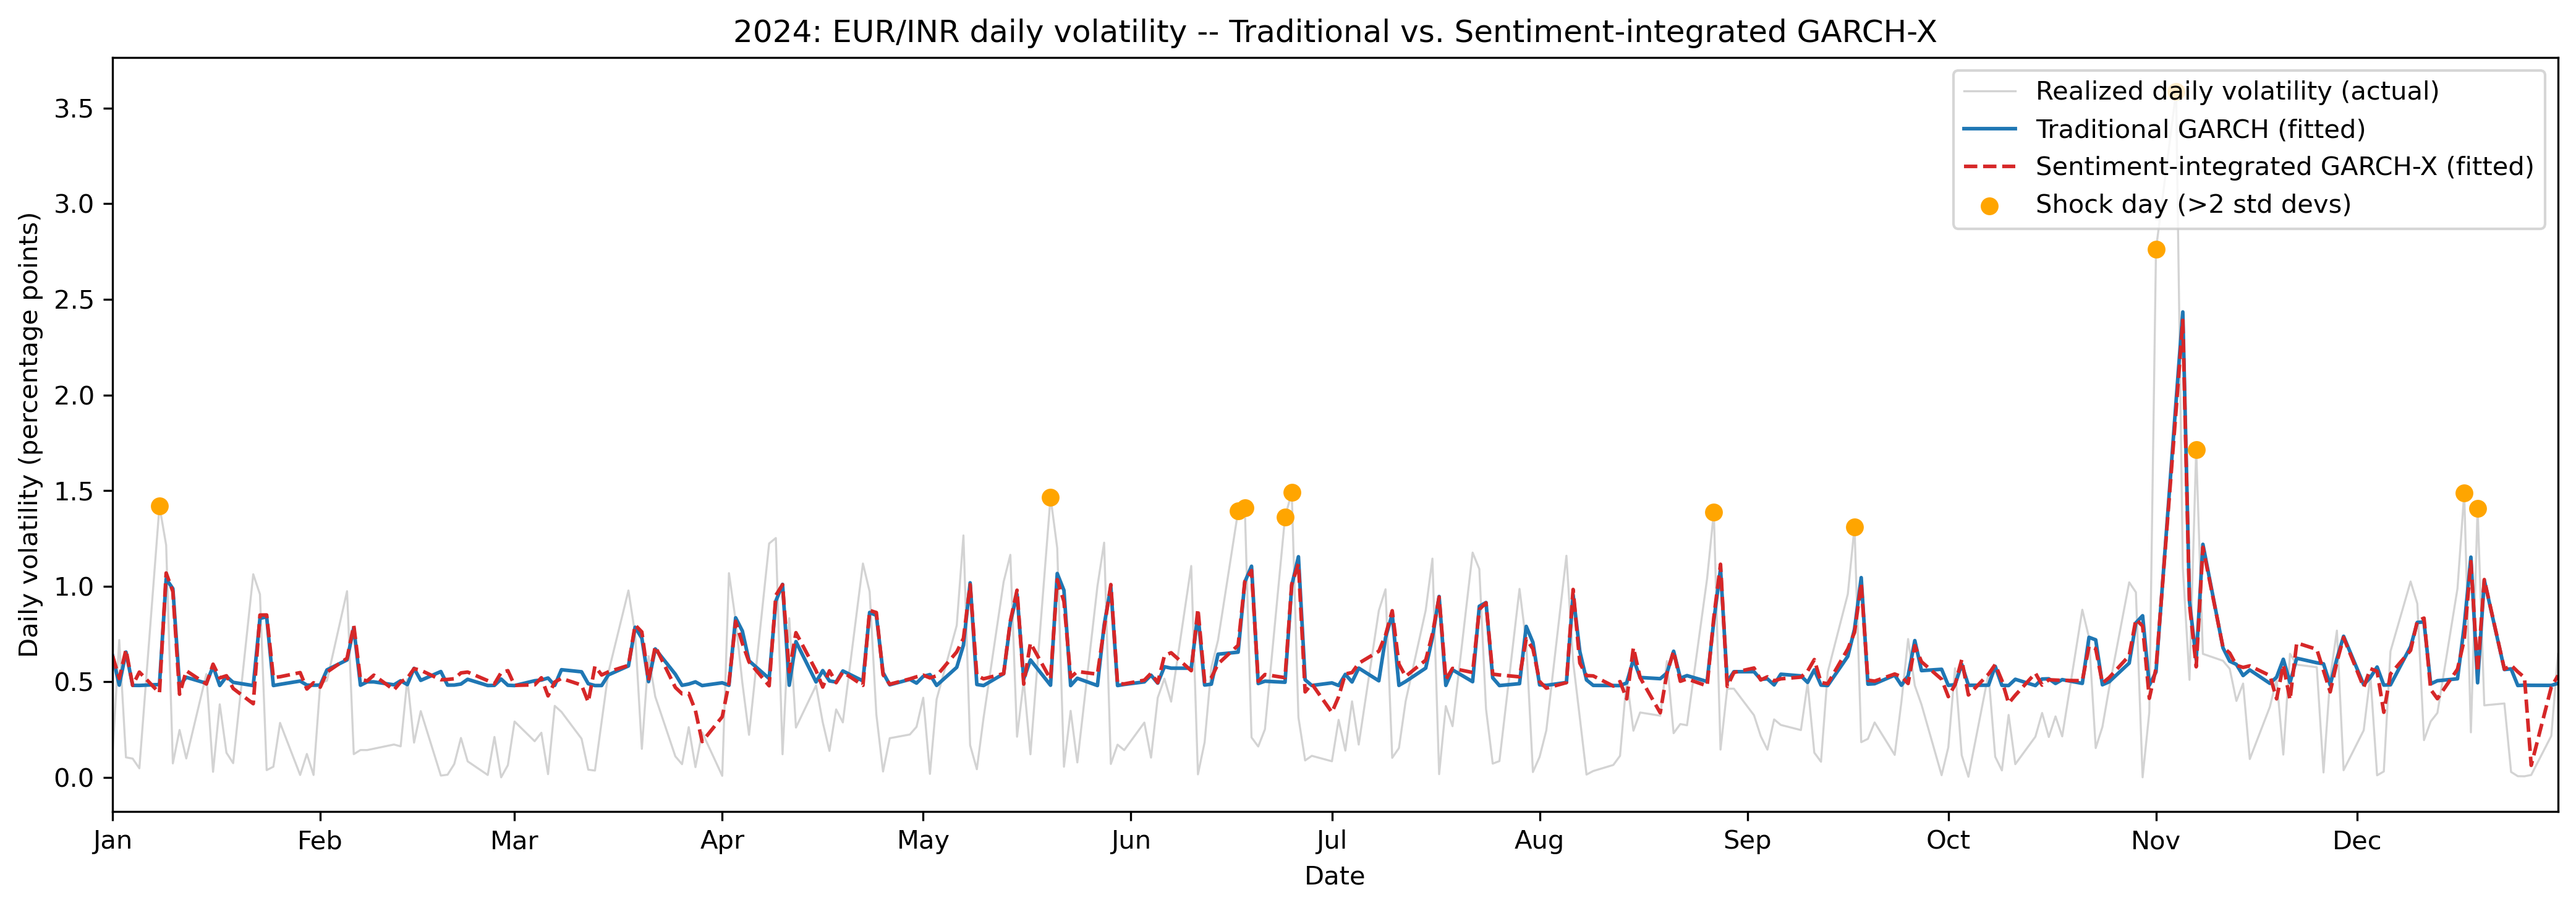 2024: EUR/INR daily volatility -- Traditional vs. Sentiment-integrated GARCH-X
Realized daily volatility (actual)
Traditional GARCH (fitted)
Sentiment-integrated GARCH-X (fitted)
Shock day (>2 std devs)
Daily volatility (percentage points)
3.5
3.0
2.5
2.0
1.5
1.0
0.5
0.0
Jan Feb Mar Apr May Jun Jul Aug Sep Oct Nov Dec
Date